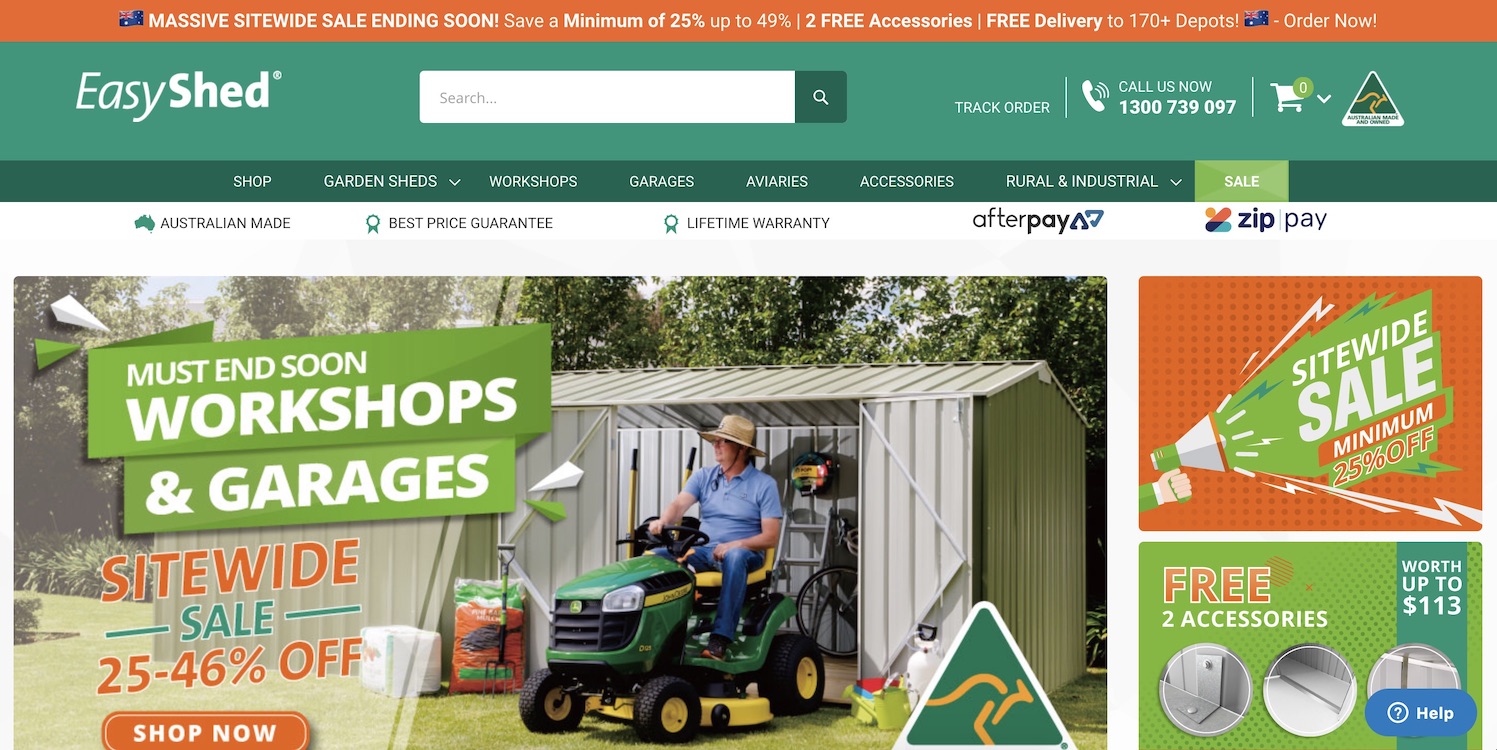 MASSIVE SITEWIDE SALE ENDING SOON! Save a Minimum of 25% up to 49% | 2 FREE Accessories | FREE Delivery to 170+ Depots! - Order Now!
EasyShed®
Search...
TRACK ORDER
CALL US NOW
1300 739 097
0
AUSTRALIAN MADE
AND OWNED
SHOP GARDEN SHEDS WORKSHOPS GARAGES AVIARIES ACCESSORIES RURAL & INDUSTRIAL SALE
AUSTRALIAN MADE BEST PRICE GUARANTEE LIFETIME WARRANTY afterpay zip pay
MUST END SOON
WORKSHOPS
& GARAGES
SITEWIDE
SALE
25-46% OFF
SHOP NOW
JOHN DEERE
D125
SITEWIDE
SALE
MINIMUM
25%OFF
FREE
2 ACCESSORIES
WORTH
UP TO
$113
Help